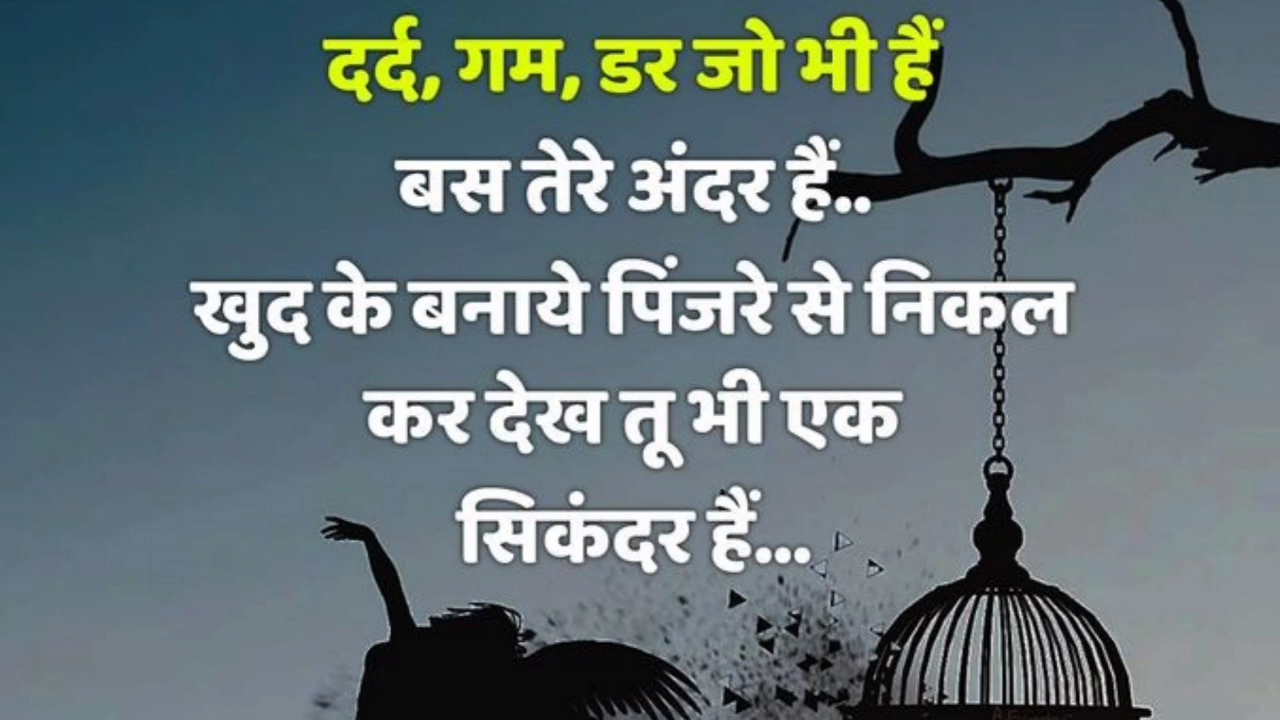 दर्द, गम, डर जो भी हैं
बस तेरे अंदर हैं..
खुद के बनाये पिंजरे से निकल
कर देख तू भी एक
सिकंदर हैं...